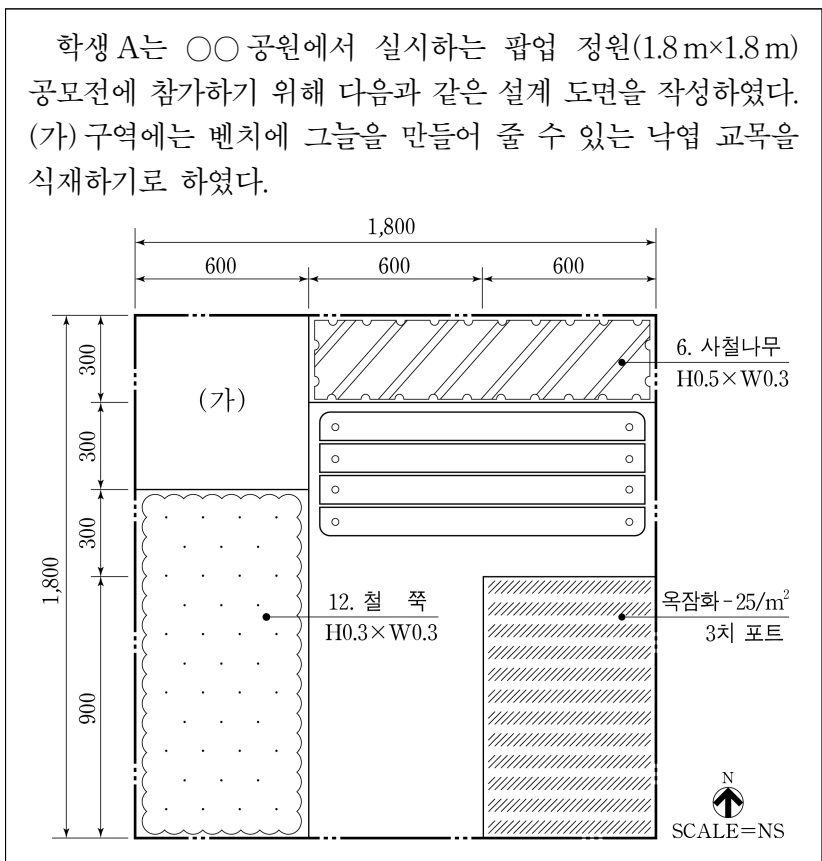 학생 A는 ○○ 공원에서 실시하는 팝업 정원(1.8 m×1.8 m)
공모전에 참가하기 위해 다음과 같은 설계 도면을 작성하였다.
(가) 구역에는 벤치에 그늘을 만들어 줄 수 있는 낙엽 교목을
식재하기로 하였다.
1,800
600 600 600
300
6. 사철나무
H0.5×W0.3
(가)
300
300
1,800
12. 철 쭉
H0.3×W0.3
옥잠화-25/m²
3치 포트
900
N
SCALE=NS